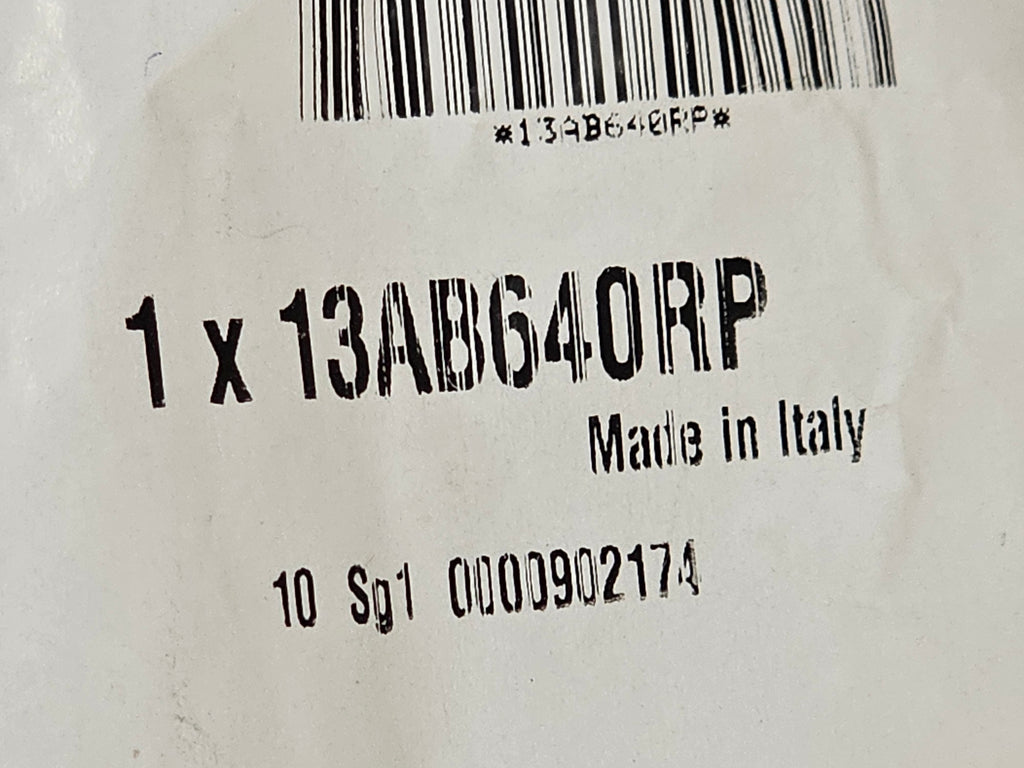 *13AB640RP*
1 x 13AB640RP
Made in Italy
10 Sg1 0000902174